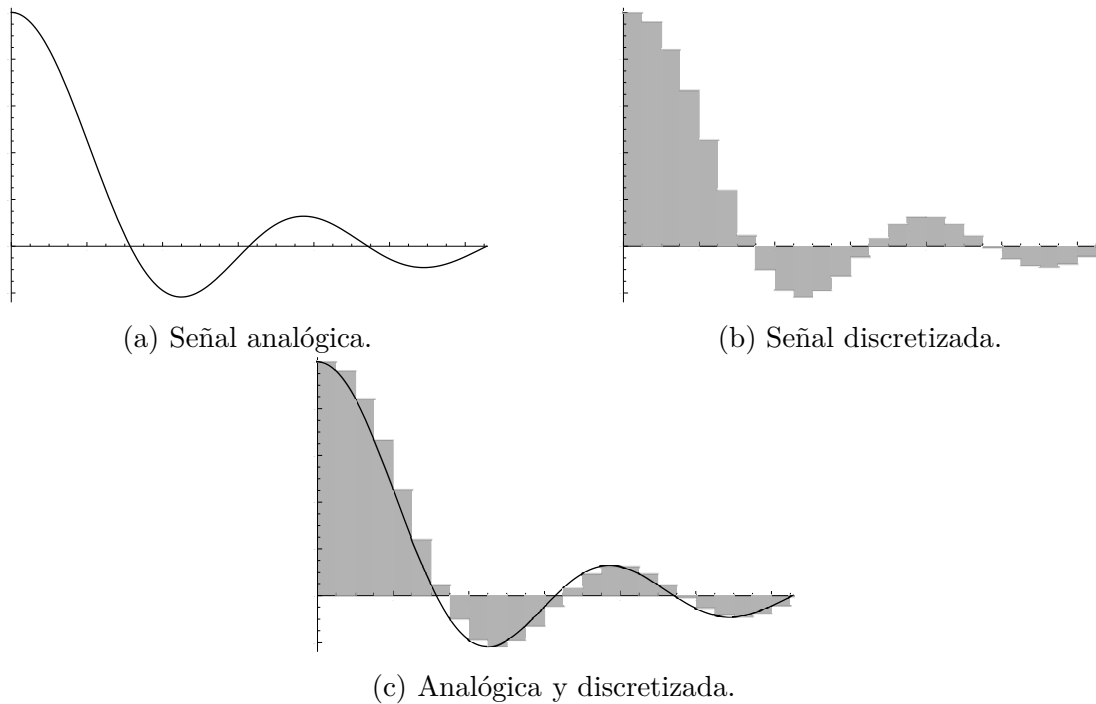 (a) Señal analógica.
(b) Señal discretizada.
(c) Analógica y discretizada.